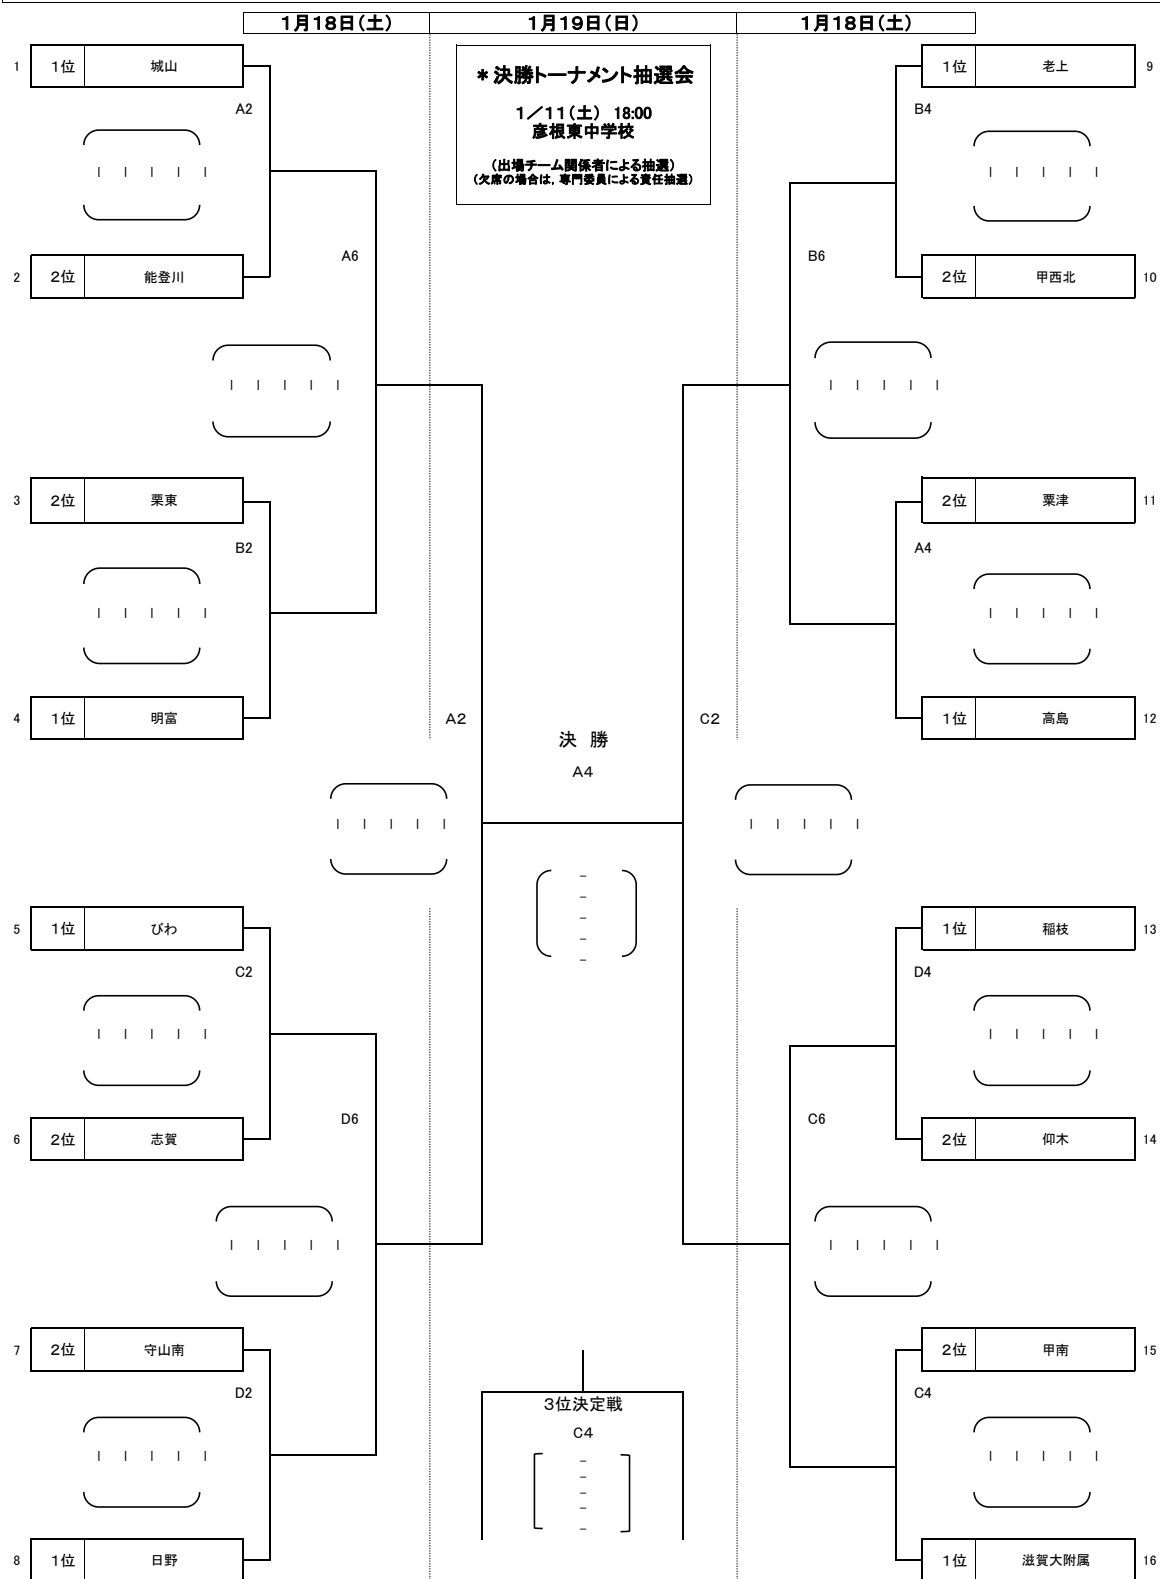 1月18日(土) 1月19日(日) 1月18日(土)
*決勝トーナメント抽選会
1/11(土) 18:00
彦根東中学校
(出場チーム関係者による抽選)
(欠席の場合は,専門委員による責任抽選)
1 1位 城山
A2
2 2位 能登川
A6
3 2位 栗東
B2
4 1位 明富
A2
5 1位 びわ
C2
6 2位 志賀
D6
7 2位 守山南
D2
8 1位 日野
決 勝
A4
3位決定戦
C4
1位 老上 9
B4
2位 甲西北 10
B6
2位 粟津 11
A4
1位 高島 12
C2
1位 稲枝 13
D4
2位 仰木 14
C6
2位 甲南 15
C4
1位 滋賀大附属 16